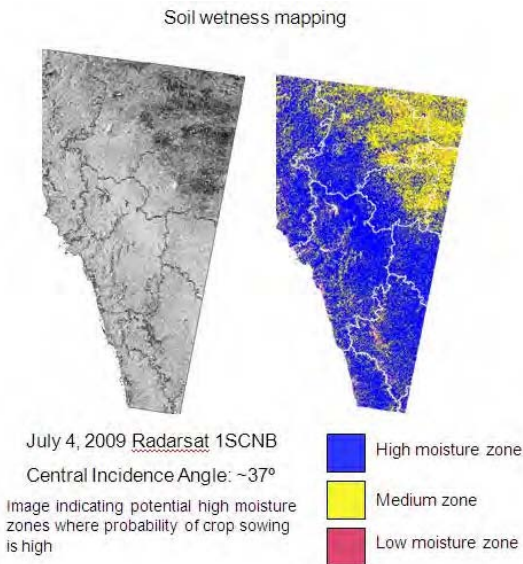 Soil wetness mapping
July 4, 2009 Radarsat 1SCNB
Central Incidence Angle: ~37º
Image indicating potential high moisture
zones where probability of crop sowing
is high
High moisture zone
Medium zone
Low moisture zone